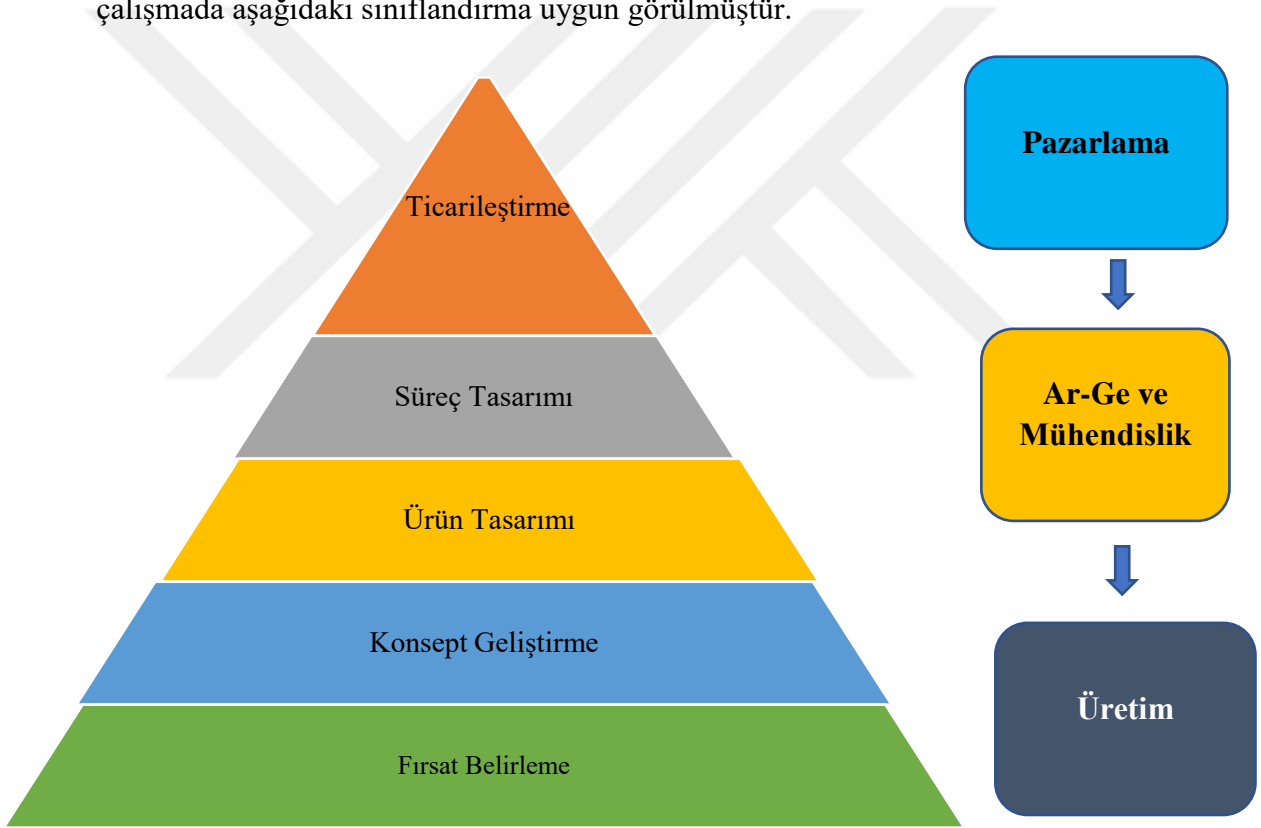 çalışmada aşağıdaki sınıflandırma uygun görülmüştür.
Ticarileştirme
Süreç Tasarımı
Ürün Tasarımı
Konsept Geliştirme
Fırsat Belirleme
Pazarlama
Ar-Ge ve
Mühendislik
Üretim